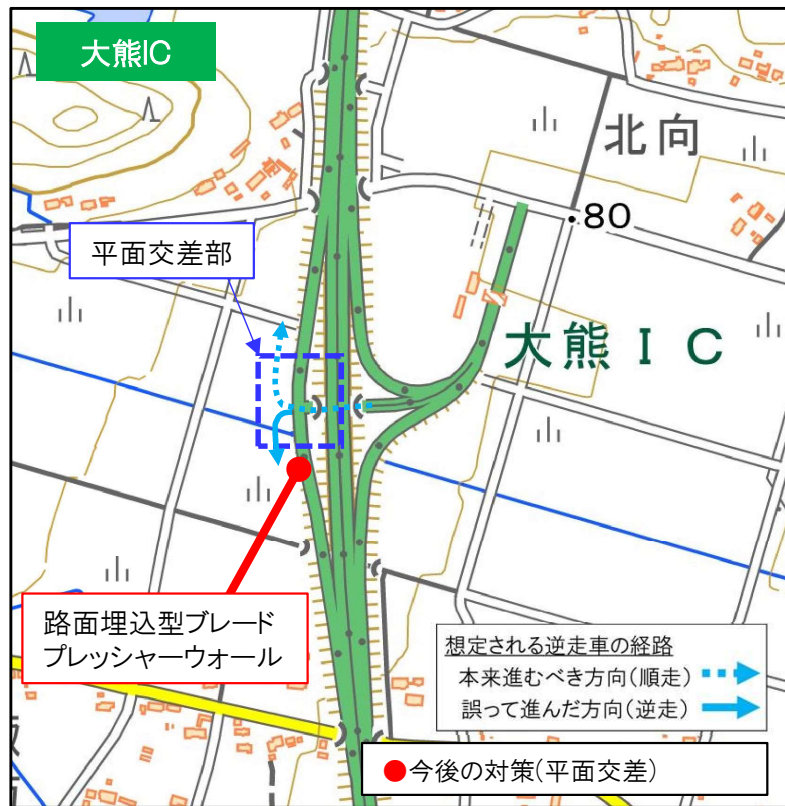 大熊IC
北向
80
平面交差部
大熊IC
路面埋込型ブレード
プレッシャーウォール
想定される逆走車の経路
本来進むべき方向(順走)
誤って進んだ方向(逆走)
●今後の対策(平面交差)